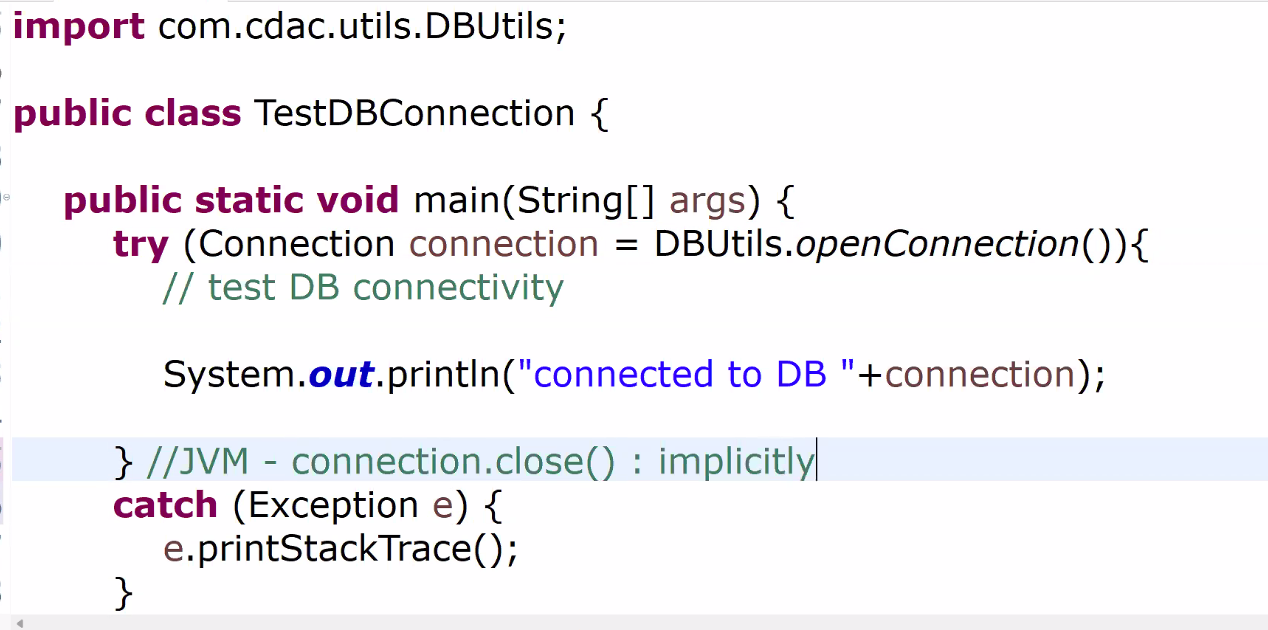 import com.cdac.utils.DBUtils;
public class TestDBConnection {
public static void main(String[] args) {
try (Connection connection = DBUtils.openConnection()){
// test DB connectivity
System.out.println("connected to DB "+connection);
} //JVM - connection.close() : implicitly
catch (Exception e) {
e.printStackTrace();
}